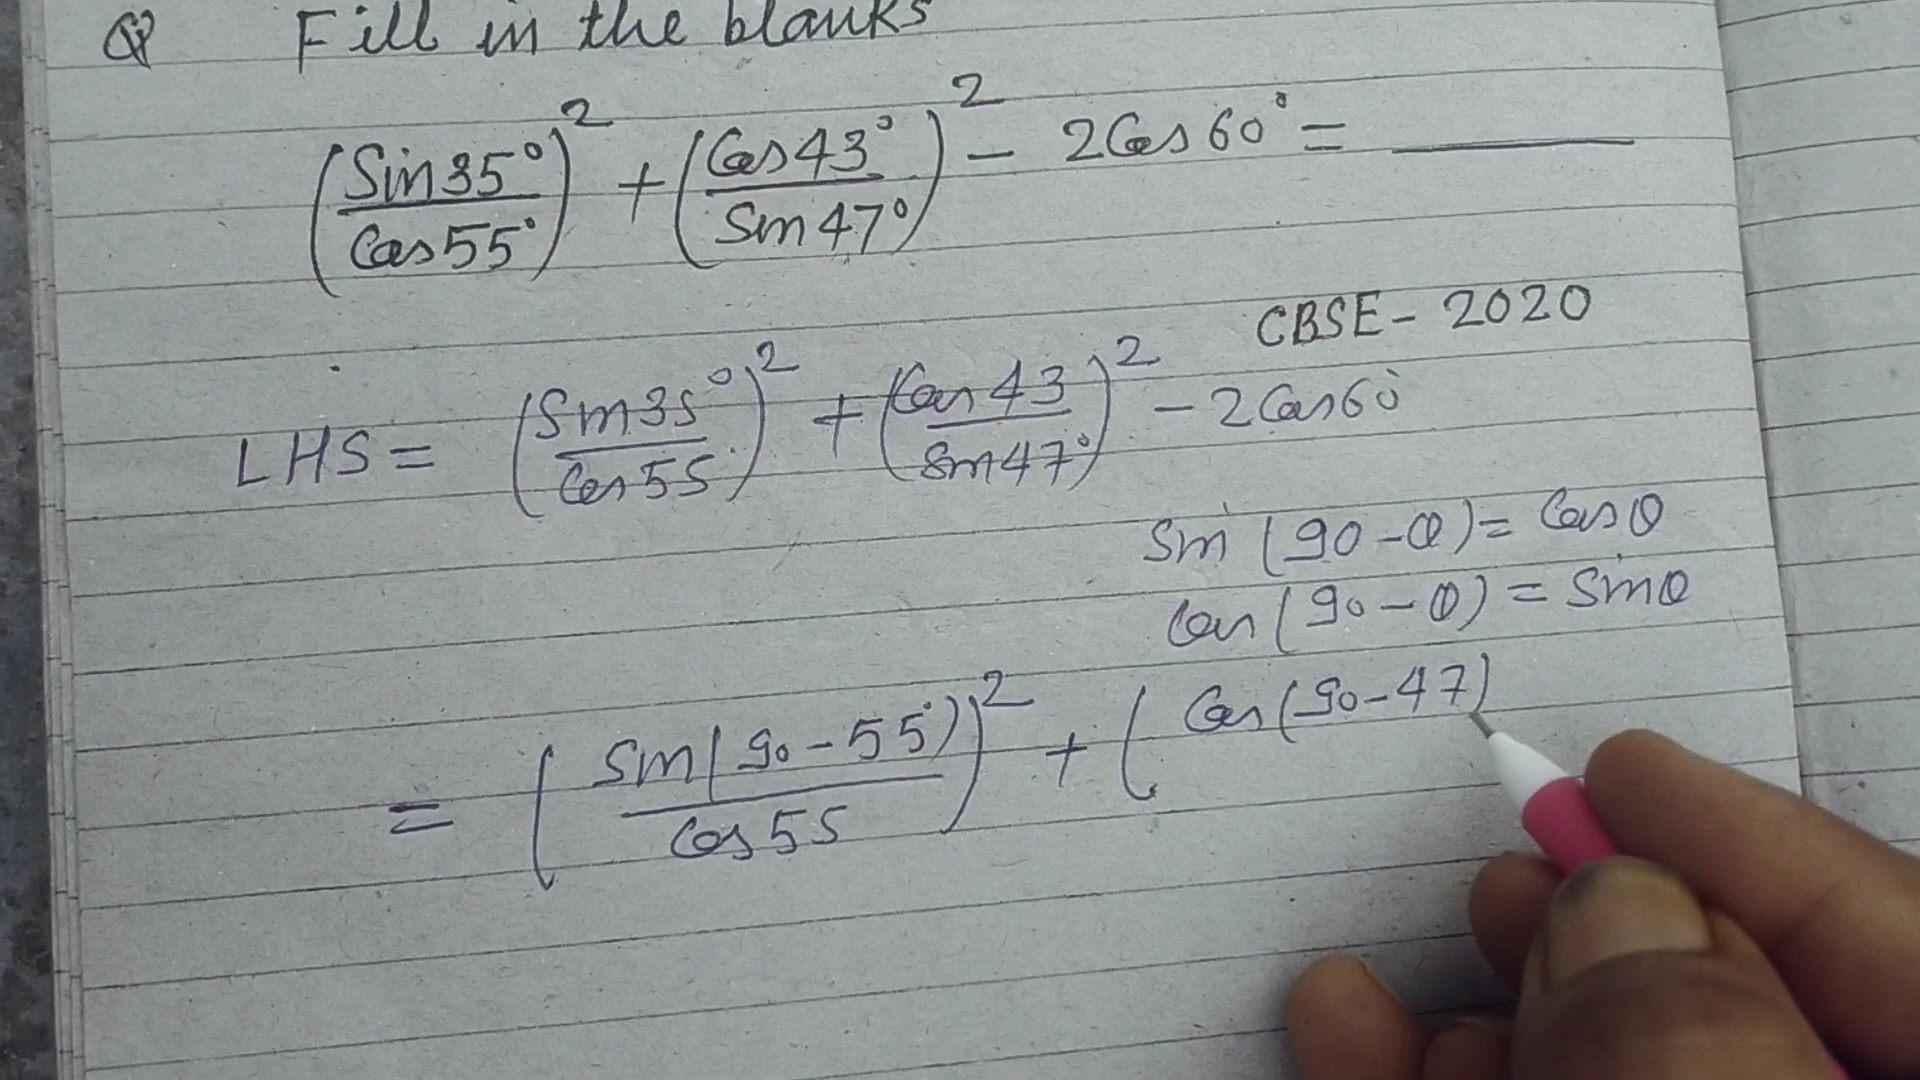 Q Fill in the blanks
(Sin35°/Cos55°)² + (Cos43°/Sin47°)² - 2Cos60° = ______
CBSE - 2020
LHS = (Sin35°/Cos55)² + (Cos43/Sin47°)² - 2Cos60°
Sin(90-θ) = Cosθ
Cos(90-θ) = Sinθ
= (Sin(90-55°)/Cos55)² + (Cos(90-47)